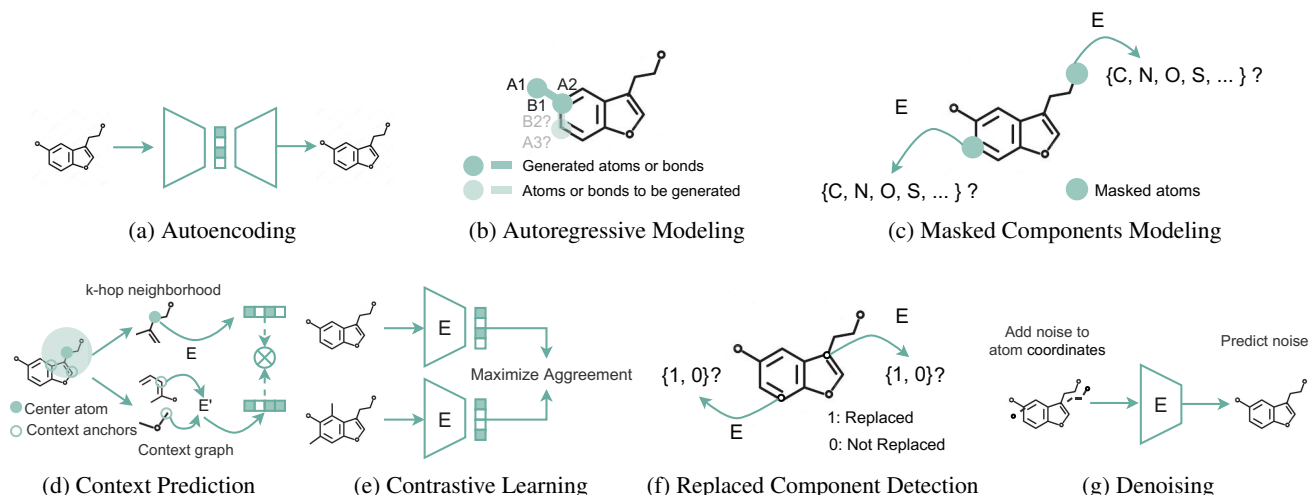 (a) Autoencoding
A1
A2
B1
B2?
A3?
Generated atoms or bonds
Atoms or bonds to be generated
(b) Autoregressive Modeling
E
{C, N, O, S, ... } ?
E
{C, N, O, S, ... } ?
Masked atoms
(c) Masked Components Modeling
k-hop neighborhood
E
E'
Center atom
Context anchors
Context graph
(d) Context Prediction
E
Maximize Aggreement
E
(e) Contrastive Learning
E
{1, 0}?
{1, 0}?
E
1: Replaced
0: Not Replaced
(f) Replaced Component Detection
Add noise to
atom coordinates
Predict noise
E
(g) Denoising